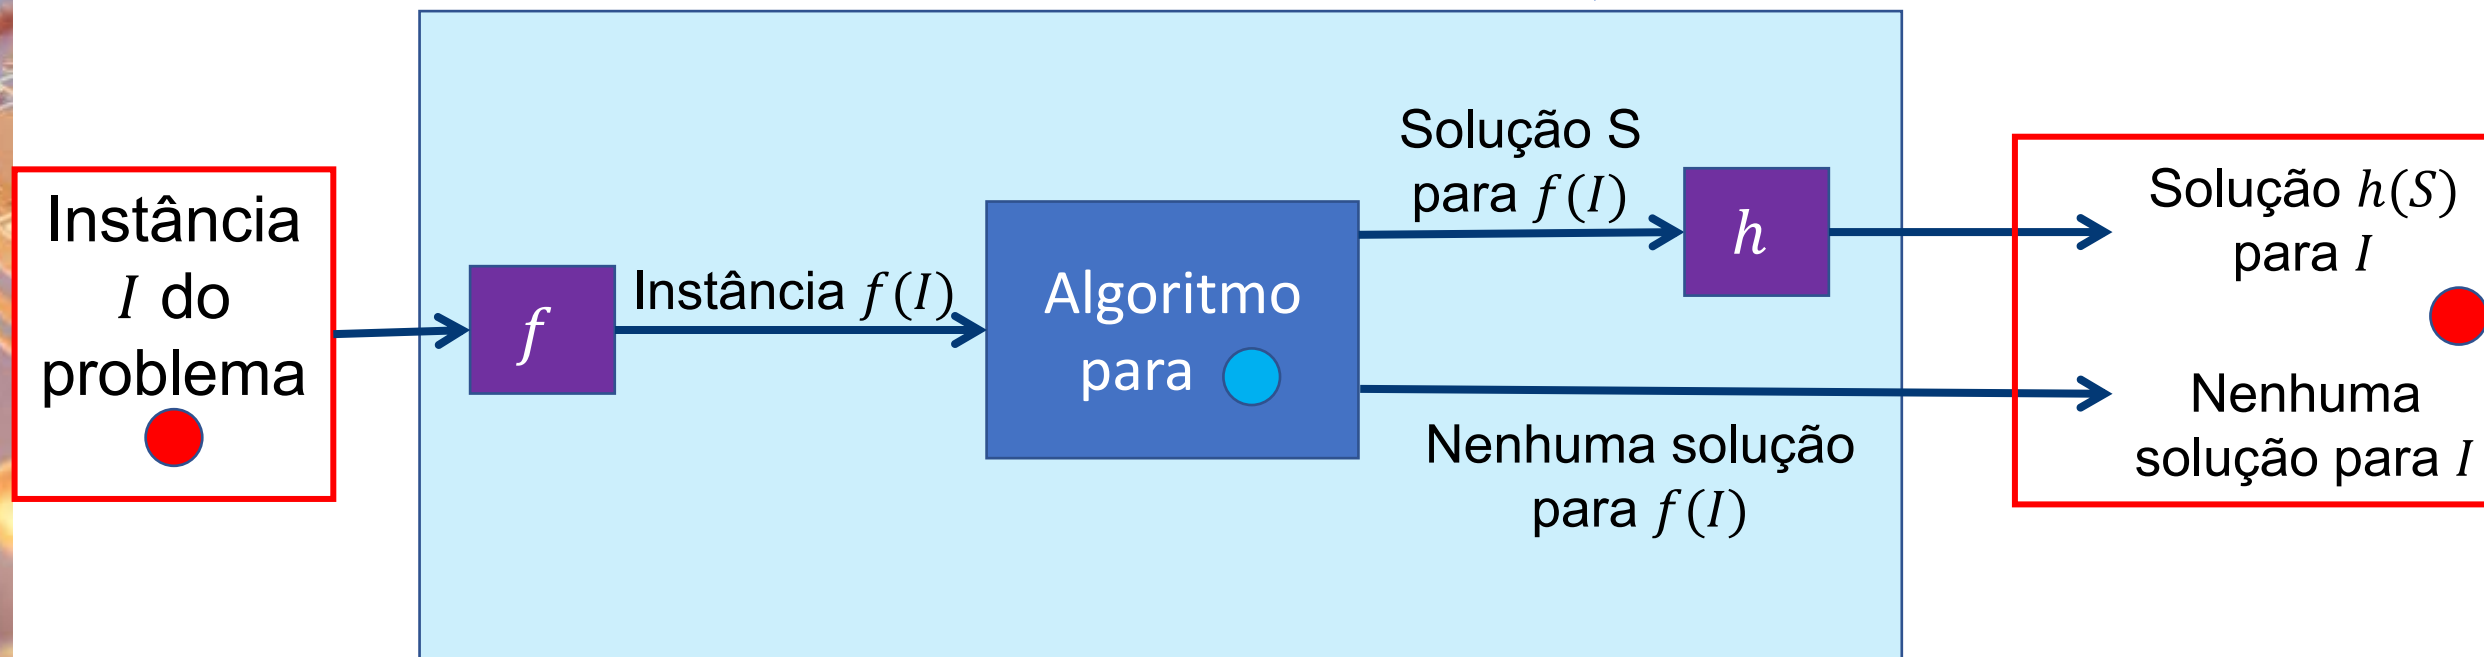 Instância
I do
problema
f
Instância f(I)
Algoritmo
para
Solução S
para f(I)
h
Nenhuma solução
para f(I)
Solução h(S)
para I
Nenhuma
solução para I